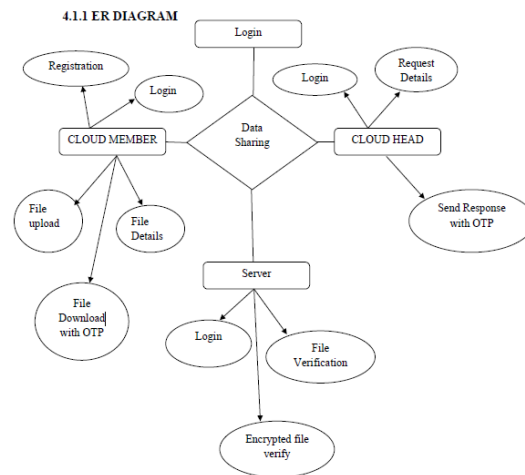 4.1.1 ER DIAGRAM
Login
Registration
Login
Login
Request
Details
CLOUD MEMBER
Data
Sharing
CLOUD HEAD
File
upload
File
Details
Send Response
with OTP
File
Download
with OTP
Server
Login
File
Verification
Encrypted file
verify